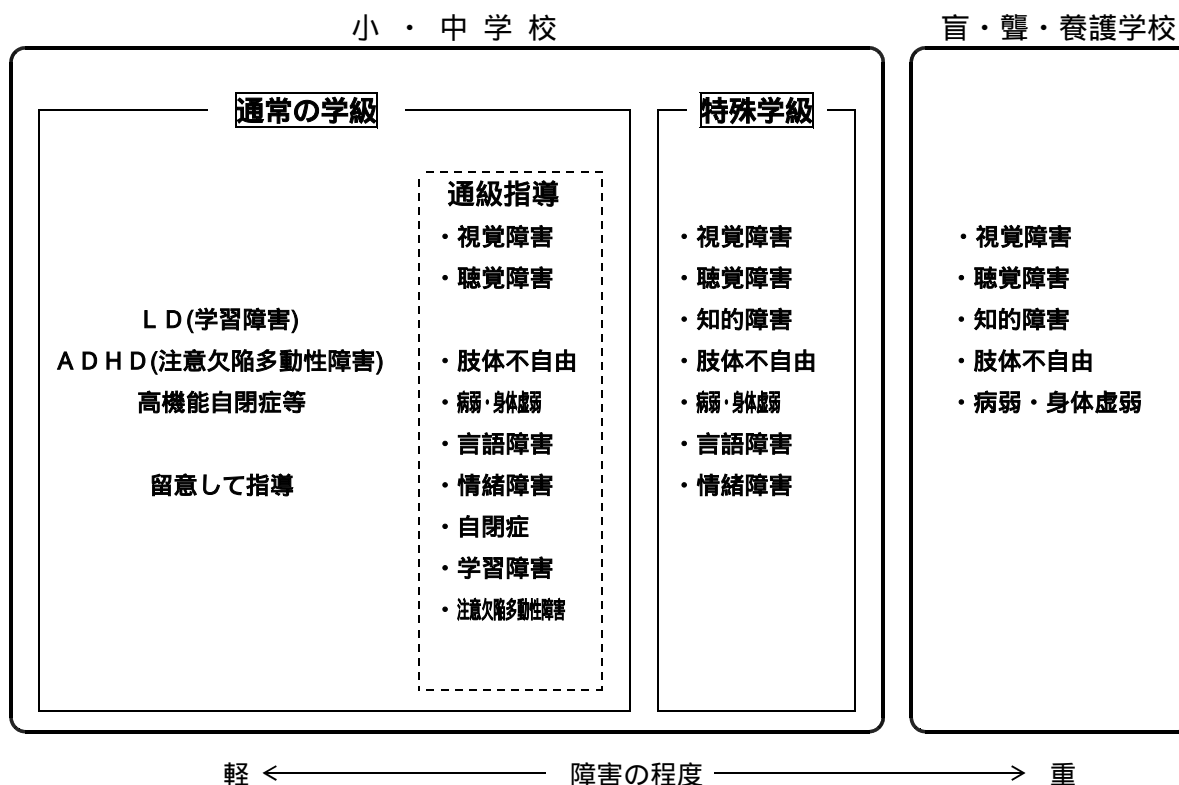 小・中学校
盲・聾・養護学校
通常の学級
特殊学級
ＬＤ(学習障害)
ＡＤＨＤ(注意欠陥多動性障害)
高機能自閉症等
留意して指導
通級指導
・視覚障害
・聴覚障害
・肢体不自由
・病弱・身体虚弱
・言語障害
・情緒障害
・自閉症
・学習障害
・注意欠陥多動性障害
・視覚障害
・聴覚障害
・知的障害
・肢体不自由
・病弱・身体虚弱
・言語障害
・情緒障害
・視覚障害
・聴覚障害
・知的障害
・肢体不自由
・病弱・身体虚弱
軽 障害の程度 重